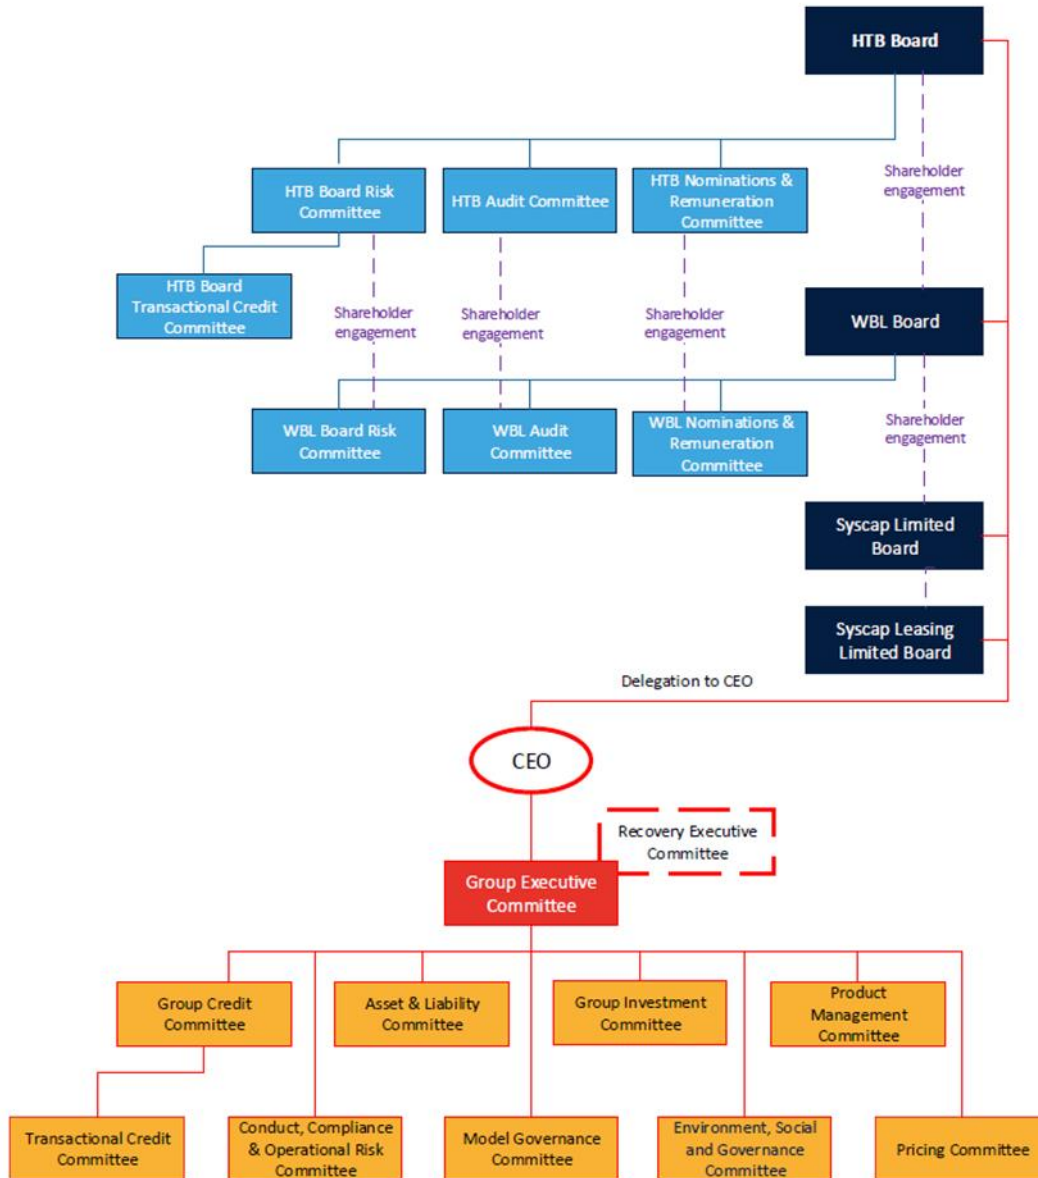 HTB Board
Shareholder
engagement
HTB Board Risk
Committee
HTB Audit Committee
HTB Nominations &
Remuneration
Committee
HTB Board
Transactional Credit
Committee
Shareholder
engagement
Shareholder
engagement
Shareholder
engagement
WBL Board
WBL Board Risk
Committee
WBL Audit
Committee
WBL Nominations &
Remuneration
Committee
Shareholder
engagement
Syscap Limited
Board
Syscap Leasing
Limited Board
Delegation to CEO
CEO
Recovery Executive
Committee
Group Executive
Committee
Group Credit
Committee
Asset & Liability
Committee
Group Investment
Committee
Product
Management
Committee
Transactional Credit
Committee
Conduct, Compliance
& Operational Risk
Committee
Model Governance
Committee
Environment, Social
and Governance
Committee
Pricing Committee